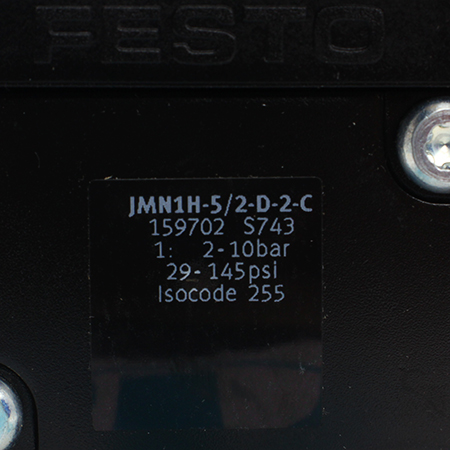 FESTO
JMN1H-5/2-D-2-C
159702 S743
1: 2-10bar
29-145psi
Isocode 255